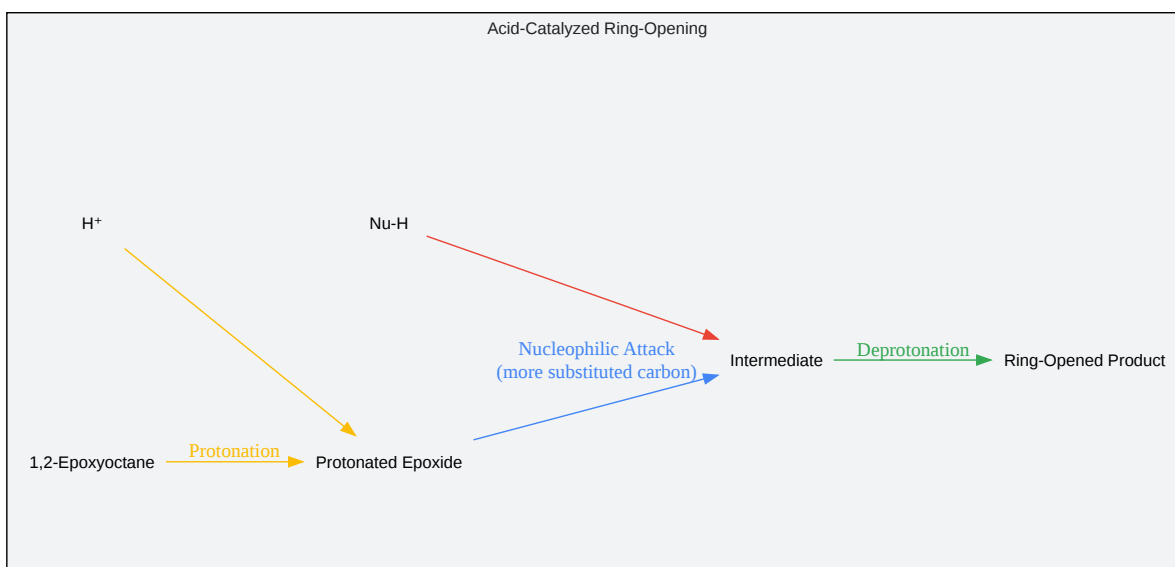 Acid-Catalyzed Ring-Opening
H⁺
Nu-H
Nucleophilic Attack
(more substituted carbon)
Intermediate
Deprotonation
Ring-Opened Product
1,2-Epoxyoctane
Protonation
Protonated Epoxide